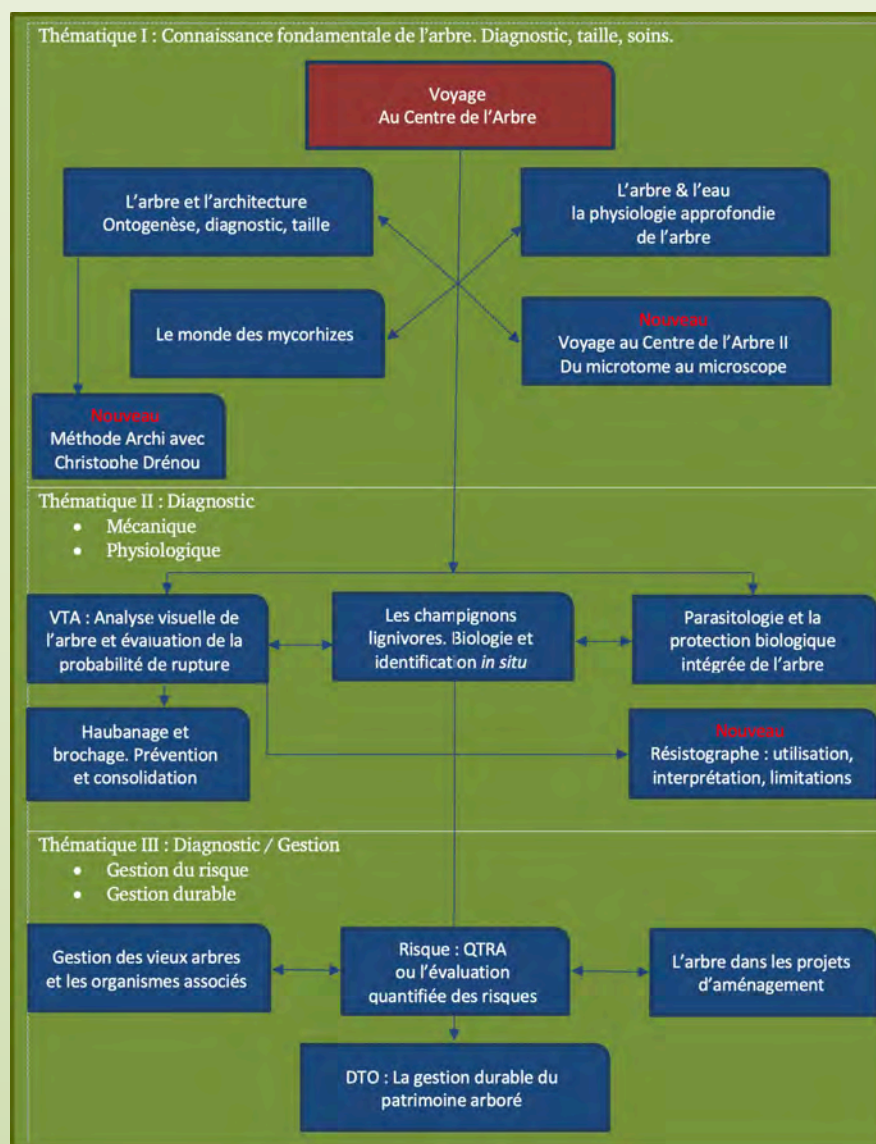 Thématique I : Connaissance fondamentale de l'arbre. Diagnostic, taille, soins.
Voyage
Au Centre de l'Arbre
L'arbre et l'architecture
Ontogenèse, diagnostic, taille
L'arbre & l'eau
la physiologie approfondie
de l'arbre
Le monde des mycorhizes
Nouveau
Voyage au Centre de l'Arbre II
Du microtome au microscope
Nouveau
Méthode Archi avec
Christophe Drénou
Thématique II : Diagnostic
• Mécanique
• Physiologique
VTA : Analyse visuelle de
l'arbre et évaluation de la
probabilité de rupture
Les champignons
lignivores. Biologie et
identification in situ
Parasitologie et la
protection biologique
intégrée de l'arbre
Haubanage et
brochage. Prévention
et consolidation
Nouveau
Résistographe : utilisation,
interprétation, limitations
Thématique III : Diagnostic / Gestion
• Gestion du risque
• Gestion durable
Gestion des vieux arbres
et les organismes associés
Risque : QTRA
ou l'évaluation
quantifiée des risques
L'arbre dans les projets
d'aménagement
DTO : La gestion durable du
patrimoine arboré